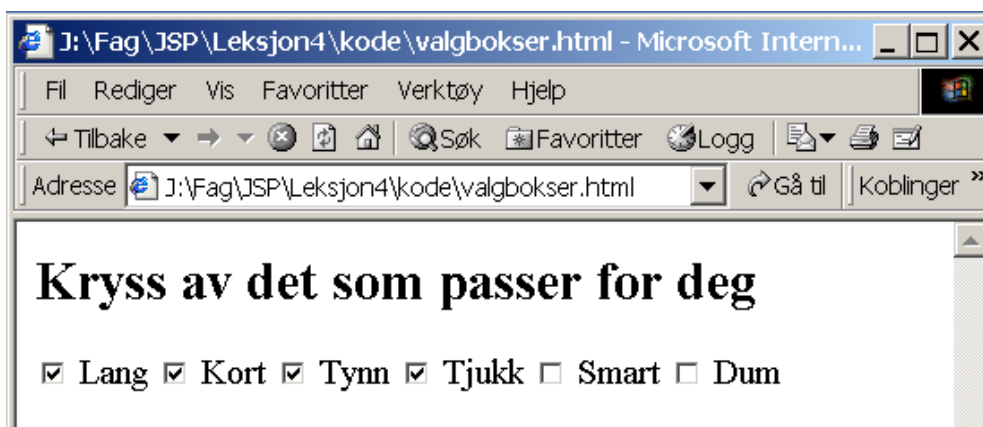 J:\Fag\JSP\Leksjon4\kode\valgbokser.html - Microsoft Intern...
Fil Rediger Vis Favoritter Verktøy Hjelp
Tilbake Søk Favoritter Logg
Adresse J:\Fag\JSP\Leksjon4\kode\valgbokser.html Gå til Koblinger »
Kryss av det som passer for deg
Lang Kort Tynn Tjukk Smart Dum